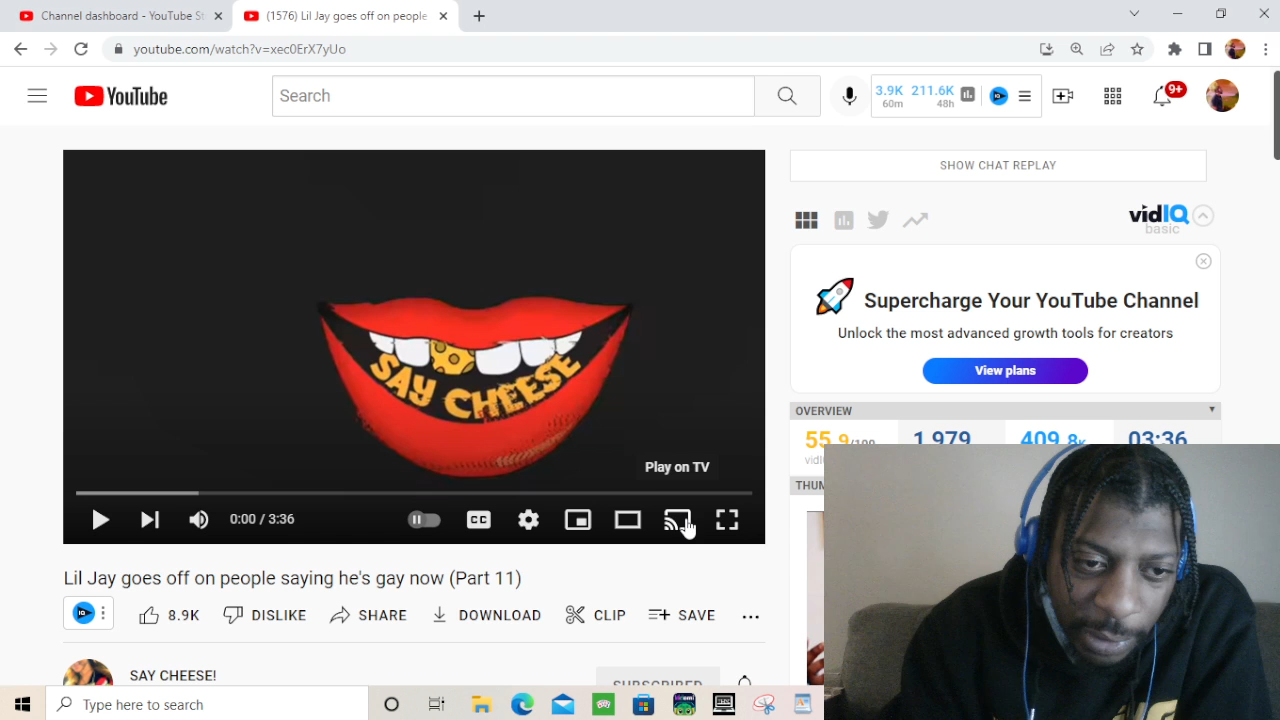 Channel dashboard - YouTube St
(1576) Lil Jay goes off on people
youtube.com/watch?v=xec0ErX7yUo
YouTube
Search
3.9K 211.6K
60m 48h
9+
SHOW CHAT REPLAY
vidIQ
basic
Supercharge Your YouTube Channel
Unlock the most advanced growth tools for creators
View plans
SAY CHEESE
Play on TV
0:00 / 3:36
CC
OVERVIEW
55.9/100 1,979 409.8K 03:36
vidI
THUM
Lil Jay goes off on people saying he's gay now (Part 11)
8.9K DISLIKE SHARE DOWNLOAD CLIP SAVE
SAY CHEESE!
SUBSCRIBED
Type here to search